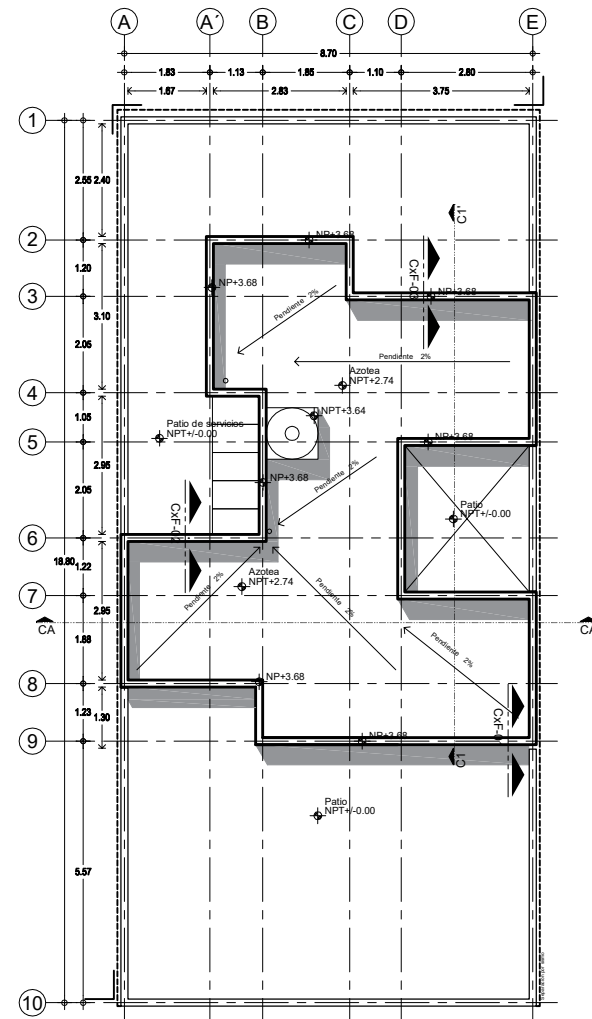 A
A´
B
C
D
E
8.70
1.83
1.13
1.85
1.10
2.80
1.67
2.83
3.75
1
2.55
2.40
C1'
2
NP+3.68
1.20
CxF-03
NP+3.68
3
NP+3.68
Pendiente 2%
3.10
2.05
Pendiente 2%
Azotea
NPT+2.74
4
1.05
NPT+3.64
Patio de servicios
NPT+/-0.00
5
NP+3.68
2.95
2.05
NP+3.68
Pendiente 2%
Patio
NPT+/-0.00
CxF-02
6
18.80
1.22
Pendiente 2%
Azotea
NPT+2.74
Pendiente 2%
7
2.95
CA
CA
1.88
Pendiente 2%
8
NP+3.68
1.23
1.30
9
NP+3.68
C1
Patio
NPT+/-0.00
5.57
10